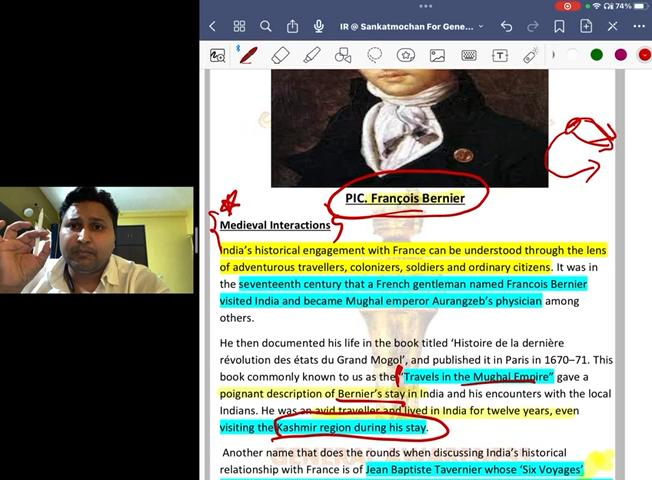 74%
IR @ Sankatmochan For Gene...
PIC. François Bernier
Medieval Interactions
India's historical engagement with France can be understood through the lens
of adventurous travellers, colonizers, soldiers and ordinary citizens. It was in
the seventeenth century that a French gentleman named Francois Bernier
visited India and became Mughal emperor Aurangzeb's physician among
others.
He then documented his life in the book titled 'Histoire de la dernière
révolution des états du Grand Mogol', and published it in Paris in 1670–71. This
book commonly known to us as the "Travels in the Mughal Empire" gave a
poignant description of Bernier's stay in India and his encounters with the local
Indians. He was an avid traveller and lived in India for twelve years, even
visiting the Kashmir region during his stay.
Another name that does the rounds when discussing India's historical
relationship with France is of Jean Baptiste Tavernier whose 'Six Voyages'